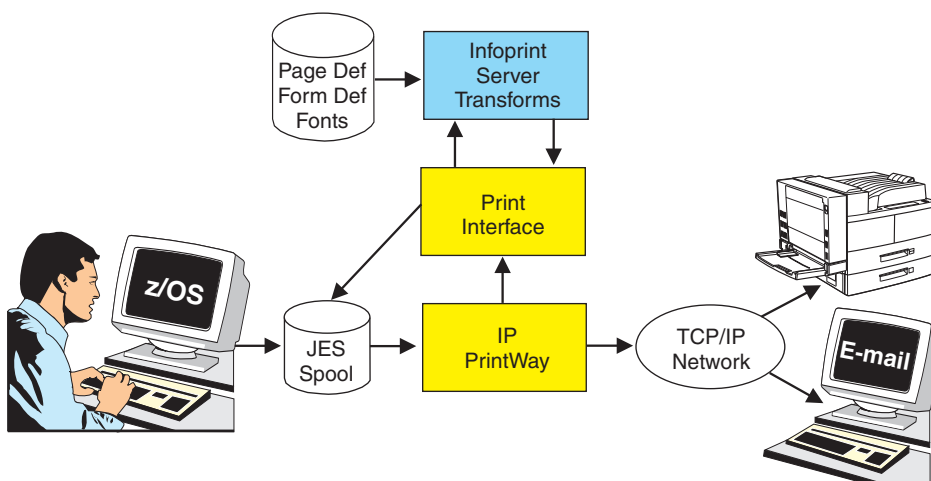 Page Def
Form Def
Fonts
Infoprint
Server
Transforms
Print
Interface
z/OS
JES
Spool
IP
PrintWay
TCP/IP
Network
E-mail